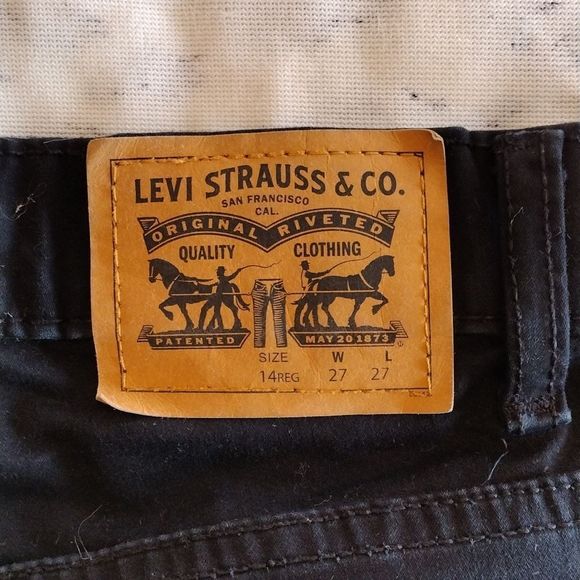 LEVI STRAUSS & CO.
SAN FRANCISCO
CAL.
ORIGINAL RIVETED
QUALITY CLOTHING
PATENTED MAY 20 1873
SIZE W L
14REG 27 27